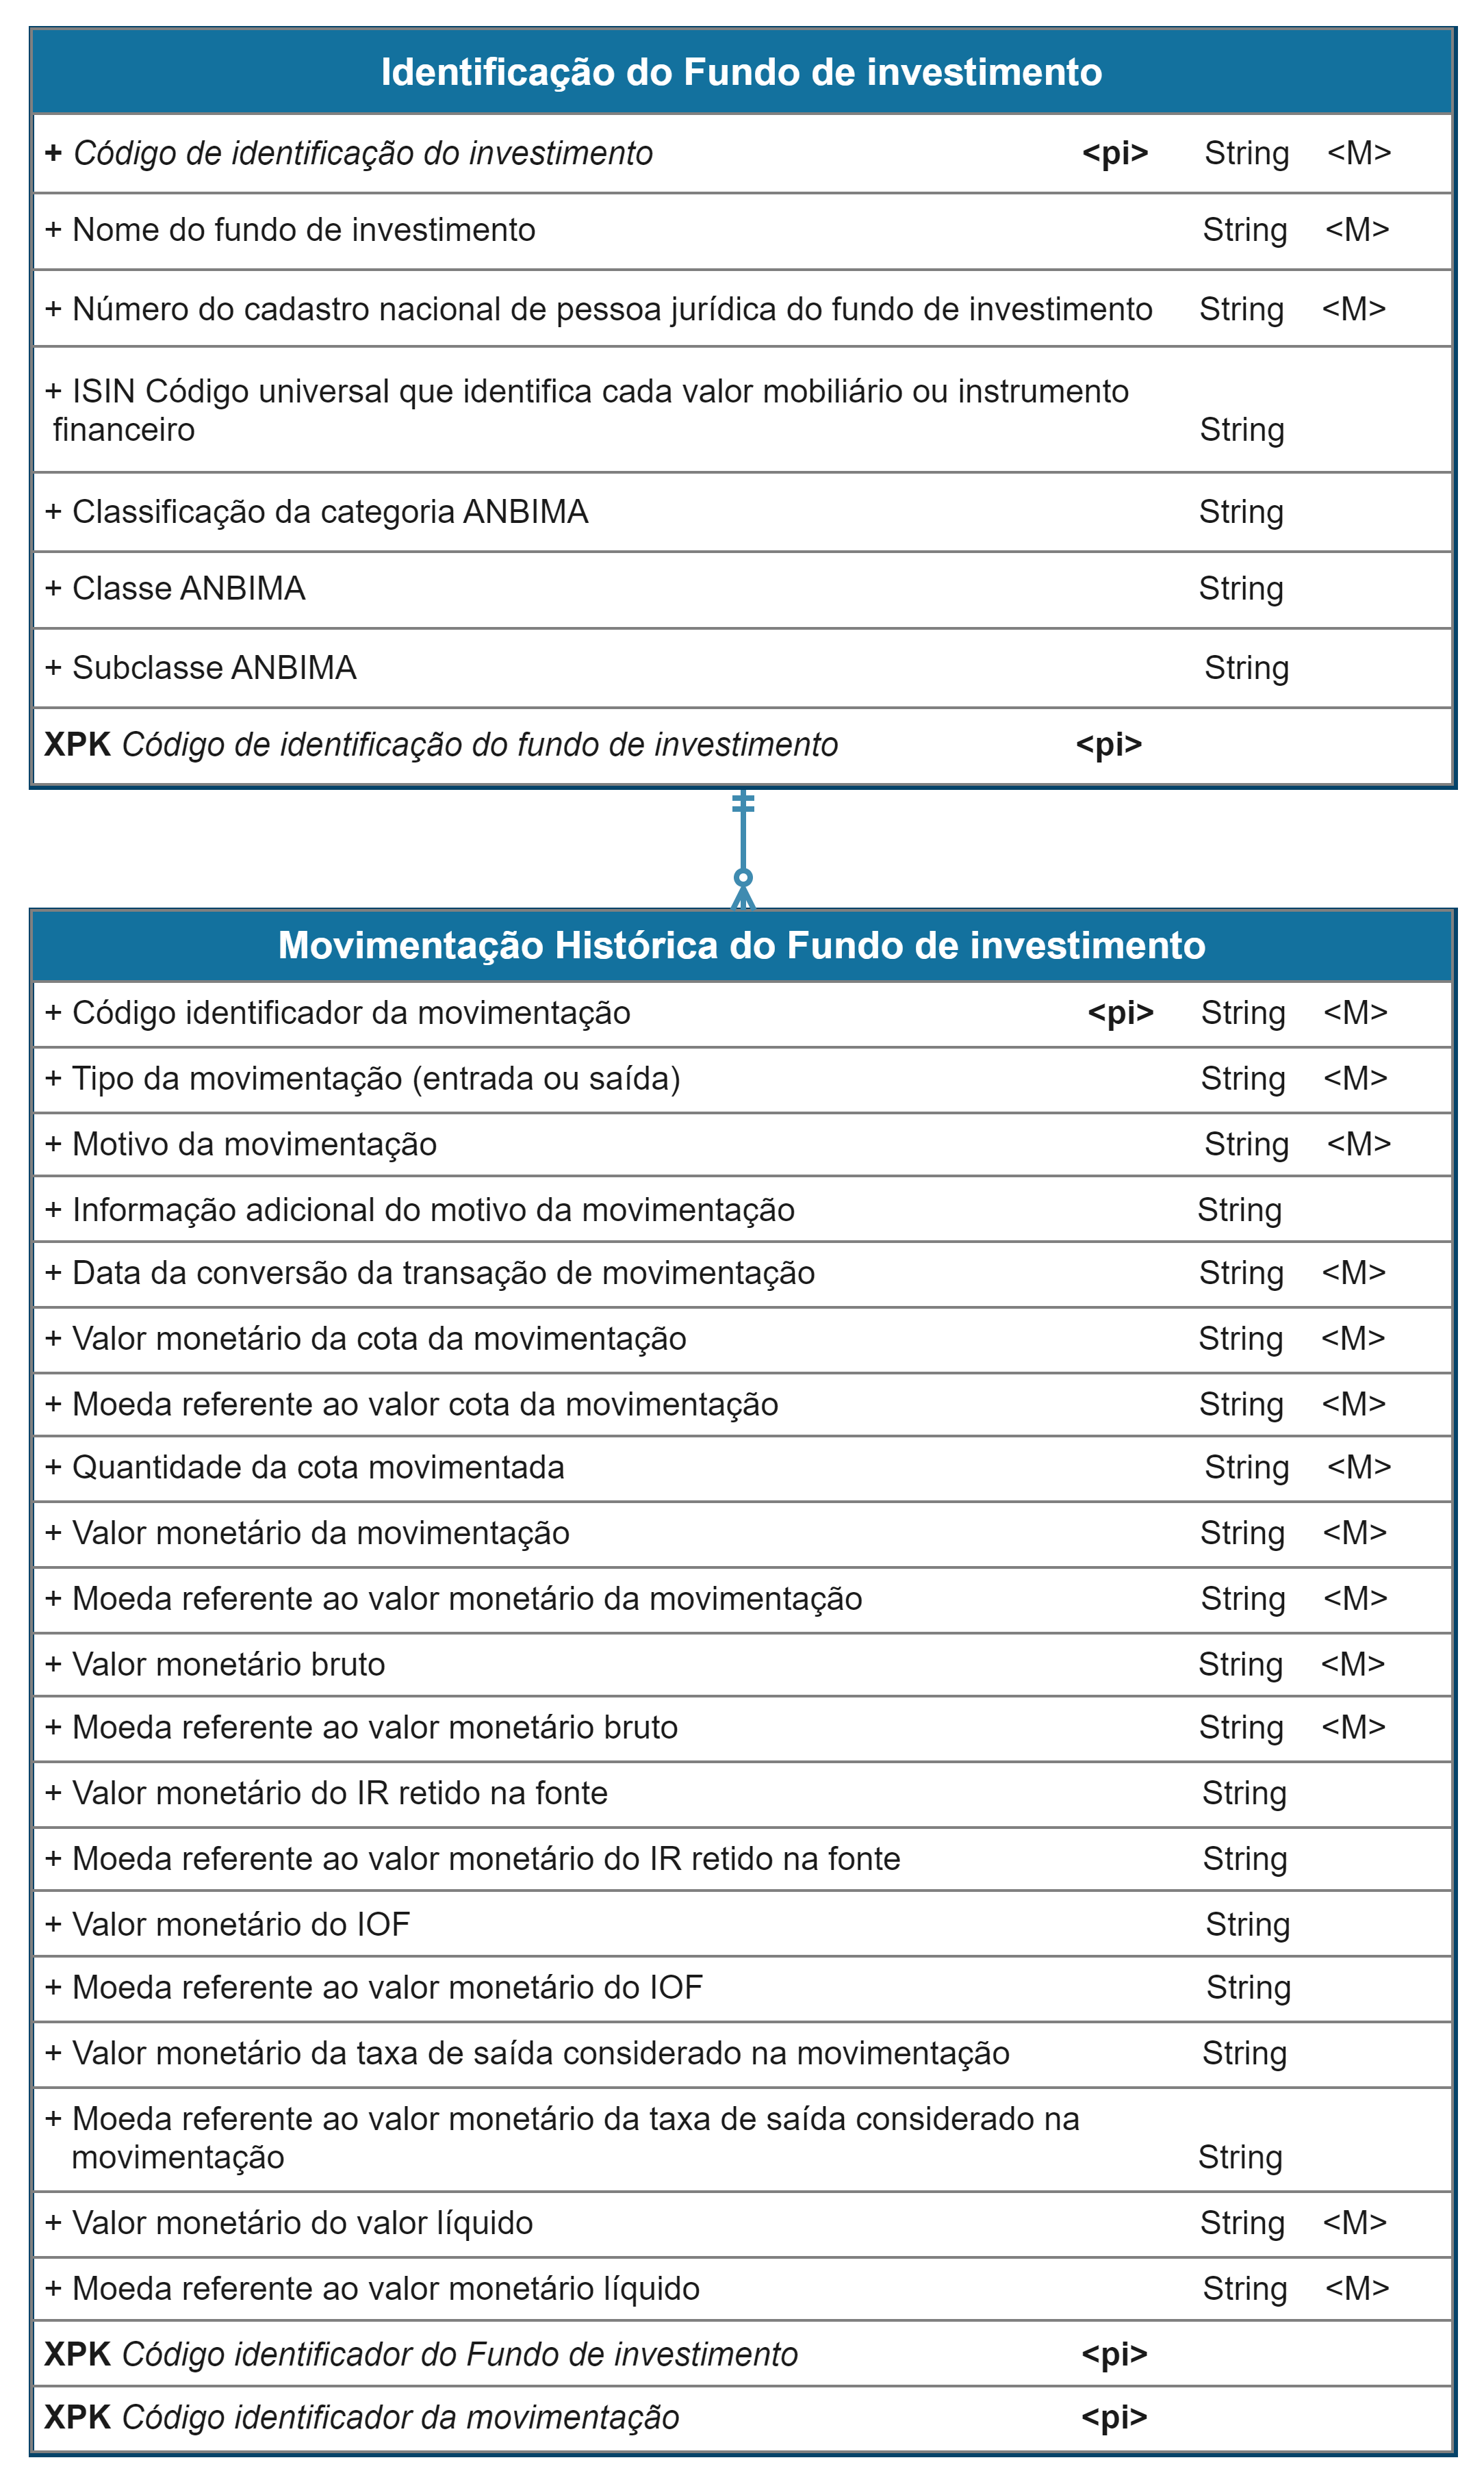 Identificação do Fundo de investimento
+ Código de identificação do investimento <pi> String <M>
+ Nome do fundo de investimento String <M>
+ Número do cadastro nacional de pessoa jurídica do fundo de investimento String <M>
+ ISIN Código universal que identifica cada valor mobiliário ou instrumento
financeiro String
+ Classificação da categoria ANBIMA String
+ Classe ANBIMA String
+ Subclasse ANBIMA String
XPK Código de identificação do fundo de investimento <pi>
Movimentação Histórica do Fundo de investimento
+ Código identificador da movimentação <pi> String <M>
+ Tipo da movimentação (entrada ou saída) String <M>
+ Motivo da movimentação String <M>
+ Informação adicional do motivo da movimentação String
+ Data da conversão da transação de movimentação String <M>
+ Valor monetário da cota da movimentação String <M>
+ Moeda referente ao valor cota da movimentação String <M>
+ Quantidade da cota movimentada String <M>
+ Valor monetário da movimentação String <M>
+ Moeda referente ao valor monetário da movimentação String <M>
+ Valor monetário bruto String <M>
+ Moeda referente ao valor monetário bruto String <M>
+ Valor monetário do IR retido na fonte String
+ Moeda referente ao valor monetário do IR retido na fonte String
+ Valor monetário do IOF String
+ Moeda referente ao valor monetário do IOF String
+ Valor monetário da taxa de saída considerado na movimentação String
+ Moeda referente ao valor monetário da taxa de saída considerado na
movimentação String
+ Valor monetário do valor líquido String <M>
+ Moeda referente ao valor monetário líquido String <M>
XPK Código identificador do Fundo de investimento <pi>
XPK Código identificador da movimentação <pi>